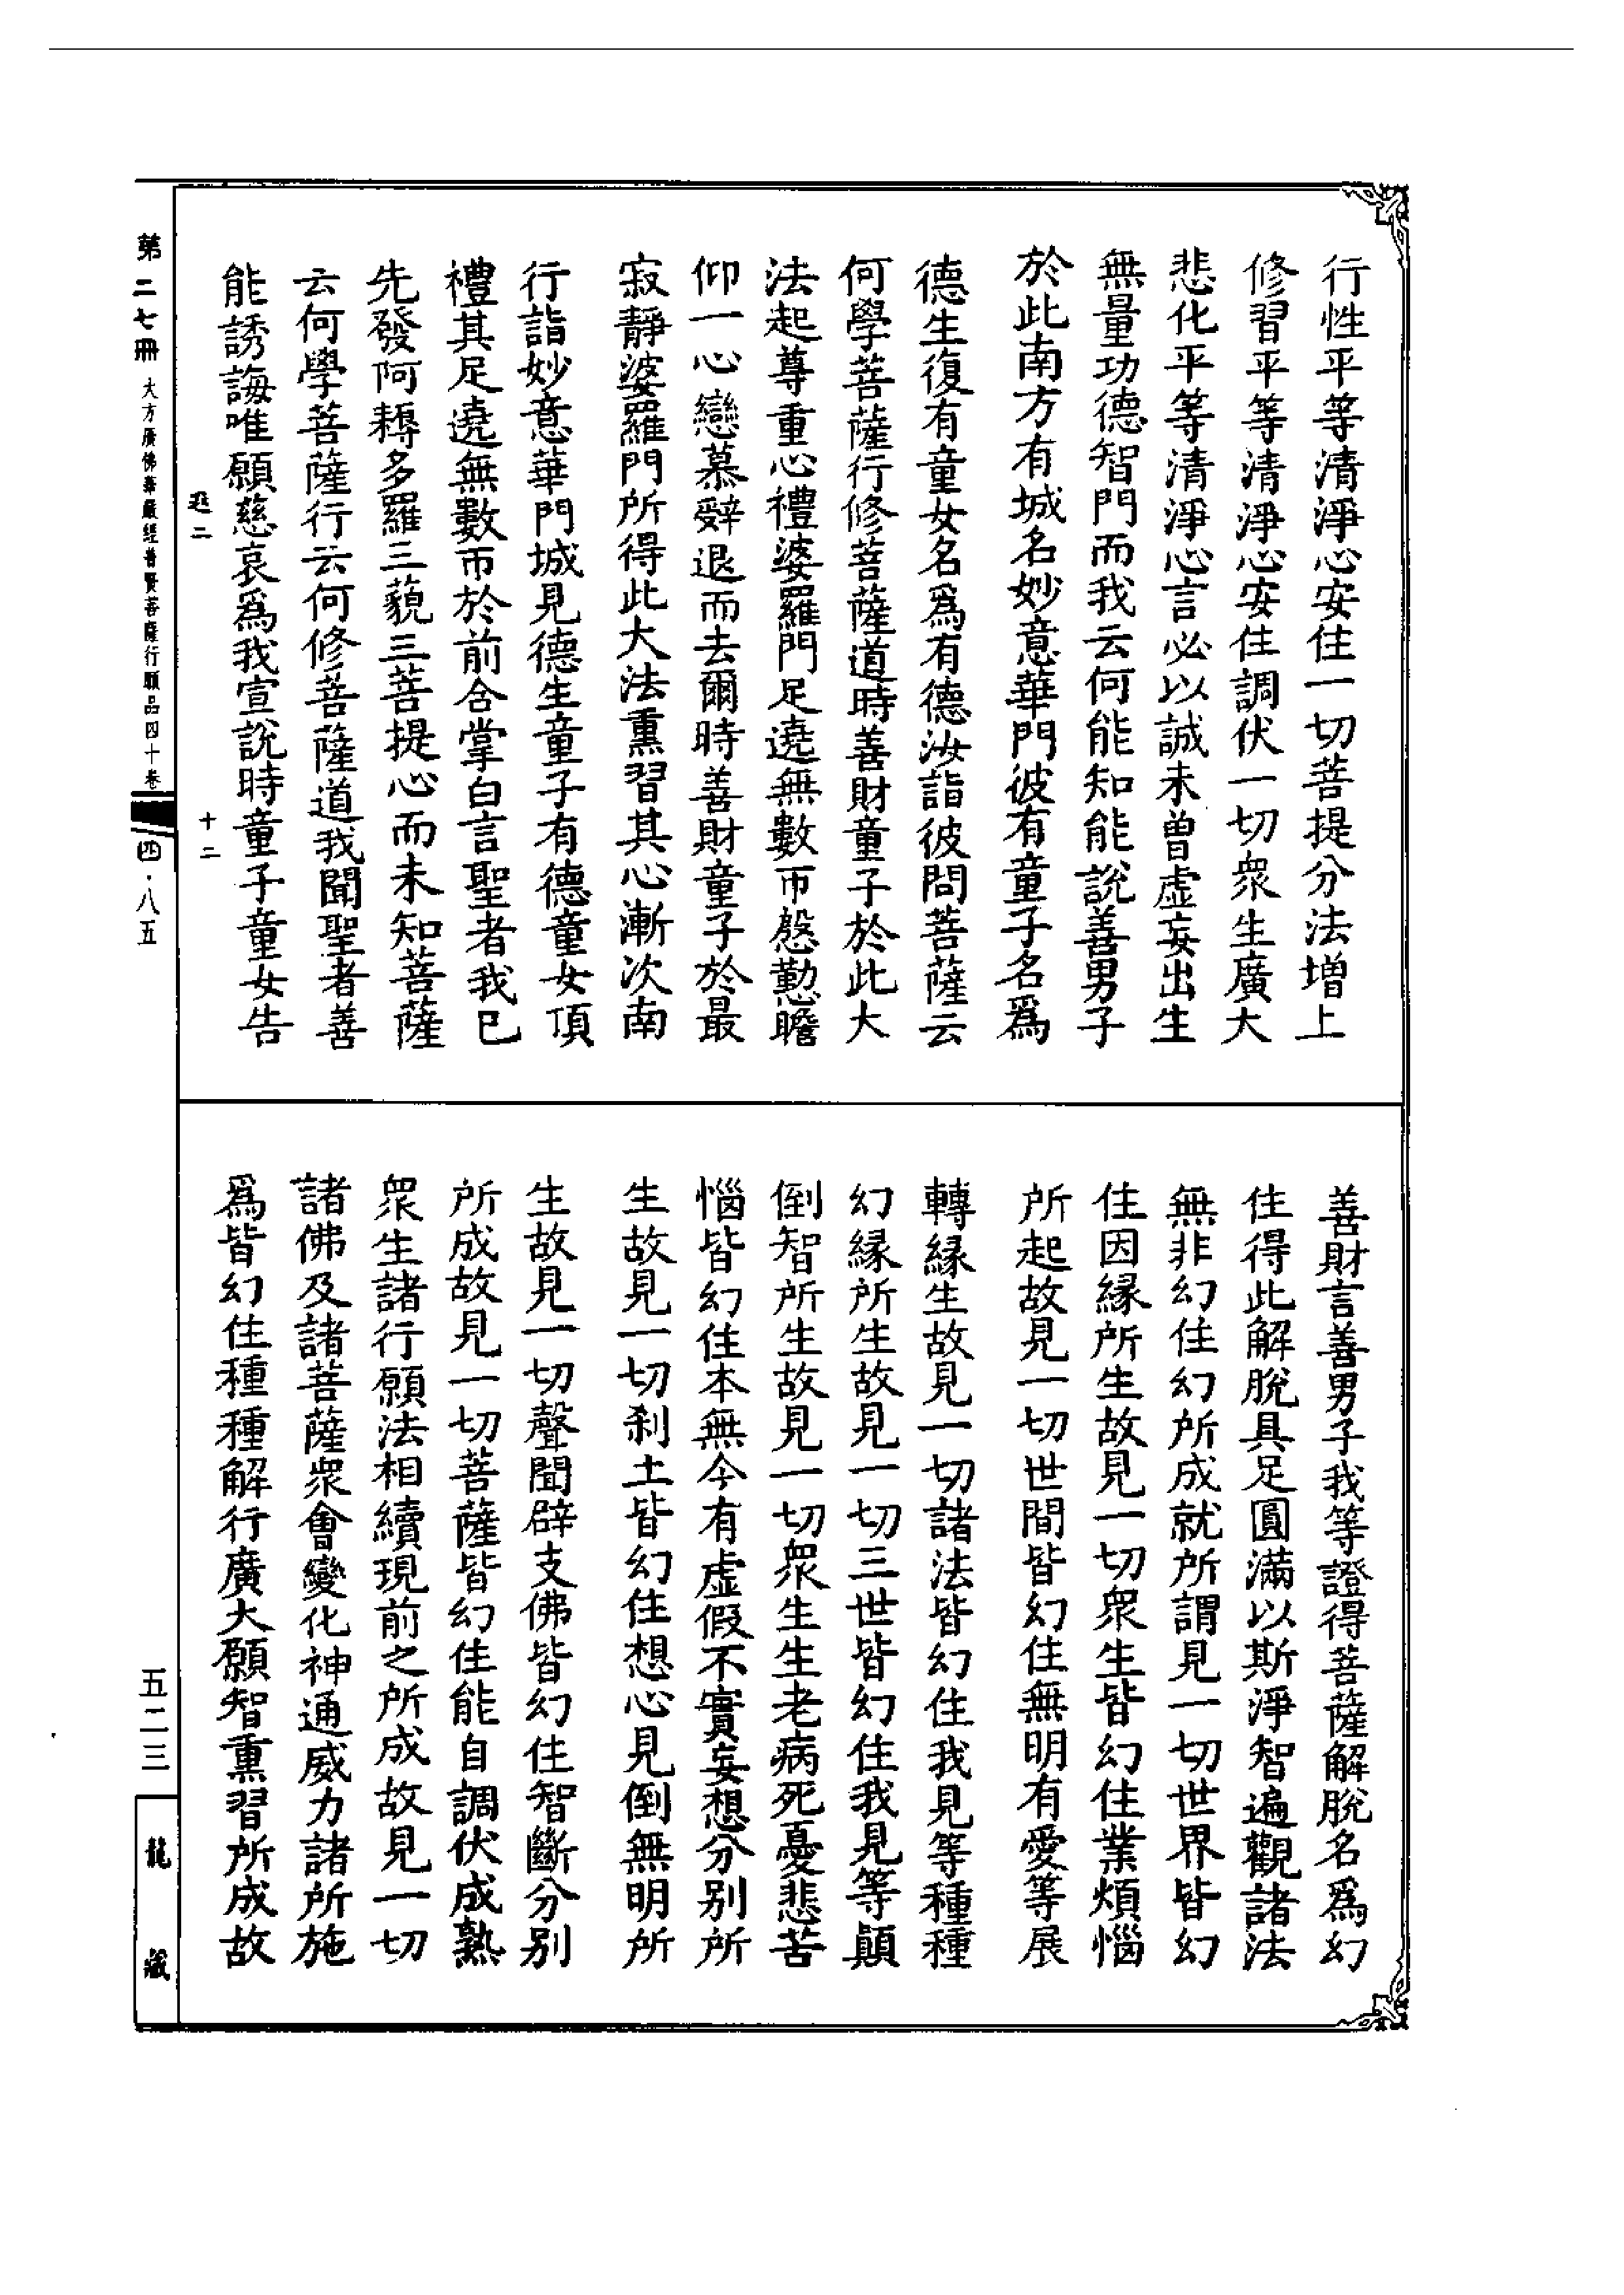 行性平等清淨心安住一切菩提分法增上
修習平等清淨心安住調伏一切衆生廣大
悲化平等清淨心言必以誠未曾虛妄出生
無量功德智門而我云何能知能說善男子
於此南方有城名妙意華門彼有童子名爲
德生復有童女名爲有德汝詣彼問菩薩云
何學菩薩行修菩薩道時善財童子於此大
法起尊重心禮婆羅門足遶無數帀慇懃瞻
仰一心戀慕辭退而去爾時善財童子於最
寂靜婆羅門所得此大法熏習其心漸次南
行詣妙意華門城見德生童子有德童女頂
禮其足遶無數帀於前合掌白言聖者我已
先發阿耨多羅三藐三菩提心而未知菩薩
云何學菩薩行云何修菩薩道我聞聖者善
能誘誨唯願慈哀爲我宣說時童子童女告
善財言善男子我等證得菩薩解脫名爲幻
住得此解脫具足圓滿以斯淨智遍觀諸法
無非幻住幻所成就所謂見一切世界皆幻
住因緣所生故見一切衆生皆幻住業煩惱
所起故見一切世間皆幻住無明有愛等展
轉緣生故見一切諸法皆幻住我見等種種
幻緣所生故見一切三世皆幻住我見等顛
倒智所生故見一切衆生生老病死憂悲苦
惱皆幻住本無今有虛假不實妄想分別所
生故見一切刹土皆幻住想心見倒無明所
生故見一切聲聞辟支佛皆幻住智斷分別
所成故見一切菩薩皆幻住能自調伏成熟
衆生諸行願法相續現前之所成故見一切
諸佛及諸菩薩衆會變化神通威力諸所施
爲皆幻住種種解行廣大願智熏習所成故
二 十二
第二七冊 大方廣佛華嚴經普賢菩薩行願品四十卷 四·八五
五二三
龍藏